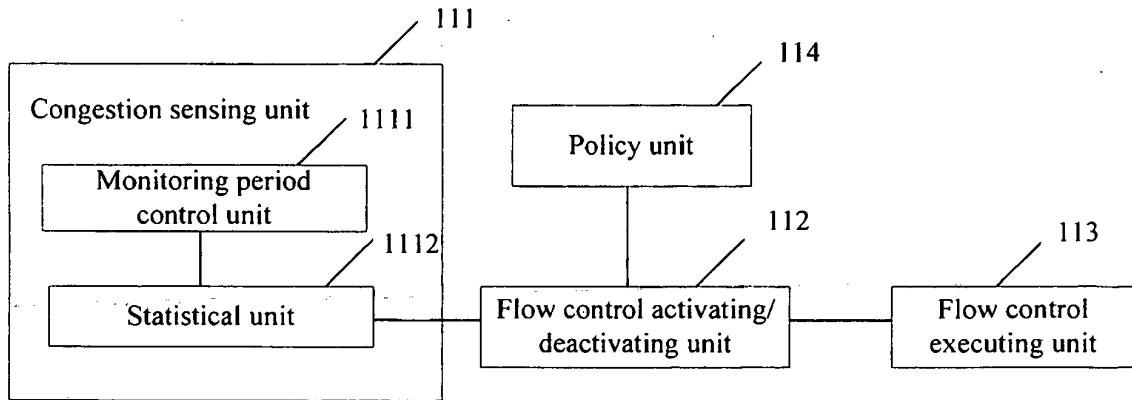 111
114
Congestion sensing unit
1111
Policy unit
Monitoring period
control unit
1112
112
113
Statistical unit
Flow control activating/
deactivating unit
Flow control
executing unit